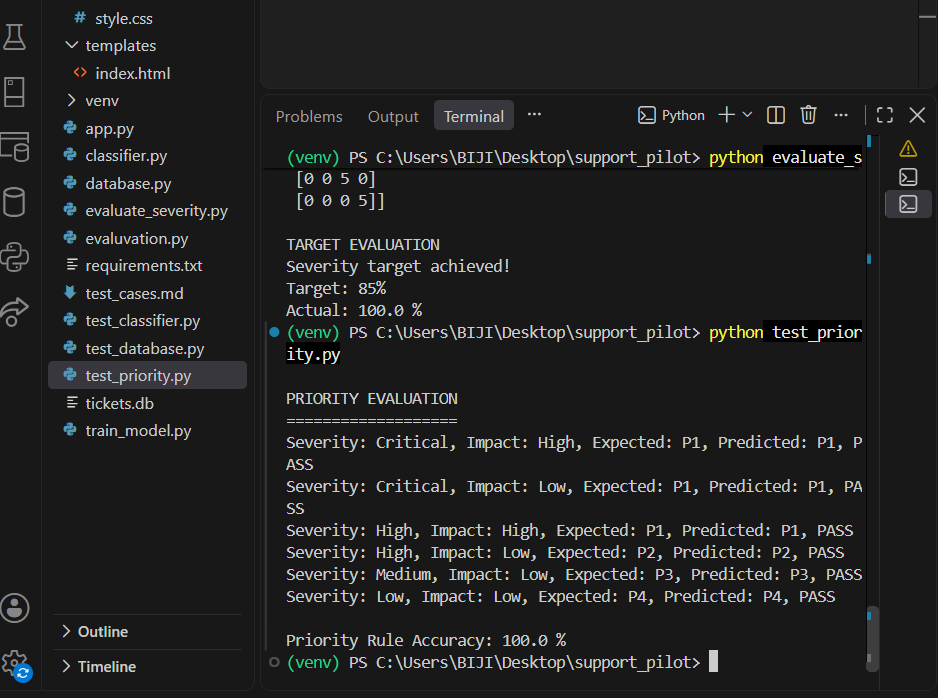 style.css
templates
index.html
venv
app.py
classifier.py
database.py
evaluate_severity.py
evaluvation.py
requirements.txt
test_cases.md
test_classifier.py
test_database.py
test_priority.py
tickets.db
train_model.py
Outline
Timeline
Problems Output Terminal ··· Python
(venv) PS C:\Users\BIJI\Desktop\support_pilot> python evaluate_s
[0 0 5 0]
[0 0 0 5]]
TARGET EVALUATION
Severity target achieved!
Target: 85%
Actual: 100.0 %
(venv) PS C:\Users\BIJI\Desktop\support_pilot> python test_prior
ity.py
PRIORITY EVALUATION
===================
Severity: Critical, Impact: High, Expected: P1, Predicted: P1, P
ASS
Severity: Critical, Impact: Low, Expected: P1, Predicted: P1, PA
SS
Severity: High, Impact: High, Expected: P1, Predicted: P1, PASS
Severity: High, Impact: Low, Expected: P2, Predicted: P2, PASS
Severity: Medium, Impact: Low, Expected: P3, Predicted: P3, PASS
Severity: Low, Impact: Low, Expected: P4, Predicted: P4, PASS
Priority Rule Accuracy: 100.0 %
(venv) PS C:\Users\BIJI\Desktop\support_pilot>